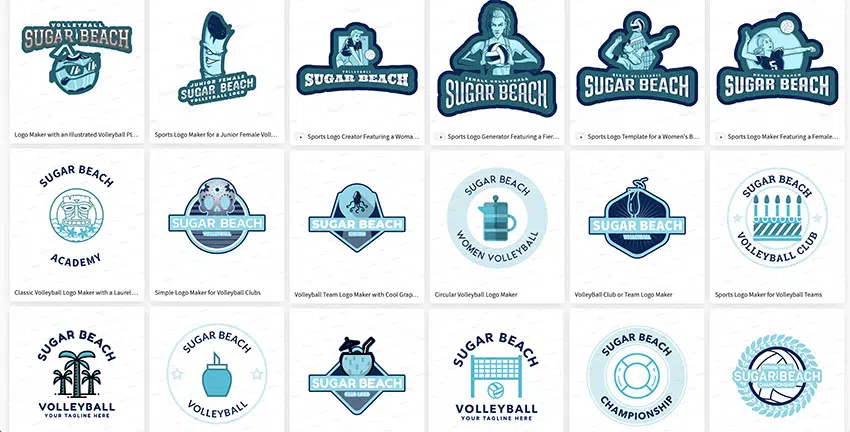 VOLLEYBALL
SUGAR BEACH
Logo Maker with an Illustrated Volleyball Pl...
JUNIOR FEMALE
SUGAR BEACH
VOLLEYBALL LOGO
Sports Logo Maker for a Junior Female Voll...
VOLLEYBALL
SUGAR BEACH
Sports Logo Creator Featuring a Woma...
FEMALE VOLLEYBALL
SUGAR BEACH
Sports Logo Generator Featuring a Fier...
BEACH VOLLEYBALL
SUGAR BEACH
Sports Logo Template for a Women's B...
HERMOSA BEACH
SUGAR BEACH
Sports Logo Maker Featuring a Female...
SUGAR BEACH
ACADEMY
Classic Volleyball Logo Maker with a Laurel...
SUGAR BEACH
VOLLEYBALL
Simple Logo Maker for Volleyball Clubs
SUGAR BEACH
Volleyball Team Logo Maker with Cool Grap...
SUGAR BEACH
WOMEN VOLLEYBALL
Circular Volleyball Logo Maker
SUGAR BEACH
VOLLEYBALL
VolleyBall Club or Team Logo Maker
SUGAR BEACH
VOLLEYBALL CLUB
Sports Logo Maker for Volleyball Teams
SUGAR BEACH
VOLLEYBALL
YOUR TAGLINE HERE
SUGAR BEACH
VOLLEYBALL
SUGAR BEACH
CLUB LOGO
SUGAR BEACH
VOLLEYBALL
YOUR TAGLINE HERE
SUGAR BEACH
CHAMPIONSHIP
SUGAR BEACH
CHAMPIONSHIP